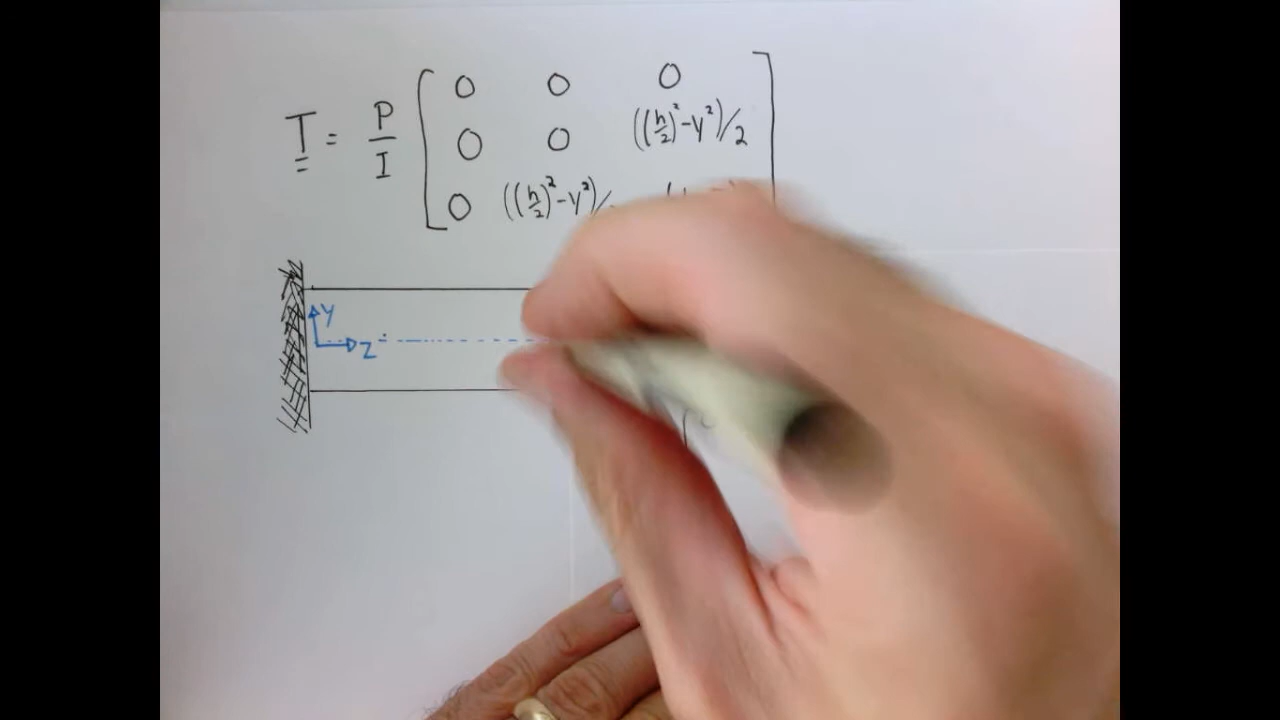 T = P/I [ 0 0 0
0 0 ((h/2)²-y²)/2
0 ((h/2)²-y²)/
y
z